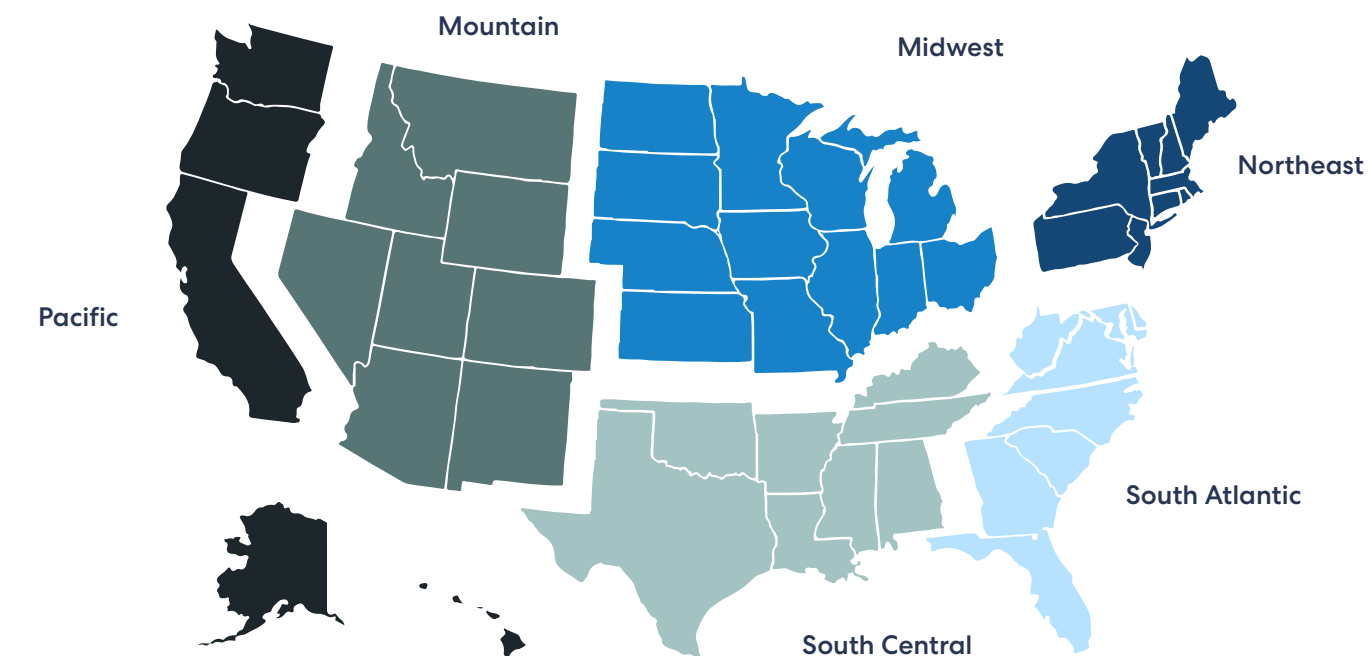 Mountain
Midwest
Northeast
Pacific
South Atlantic
South Central